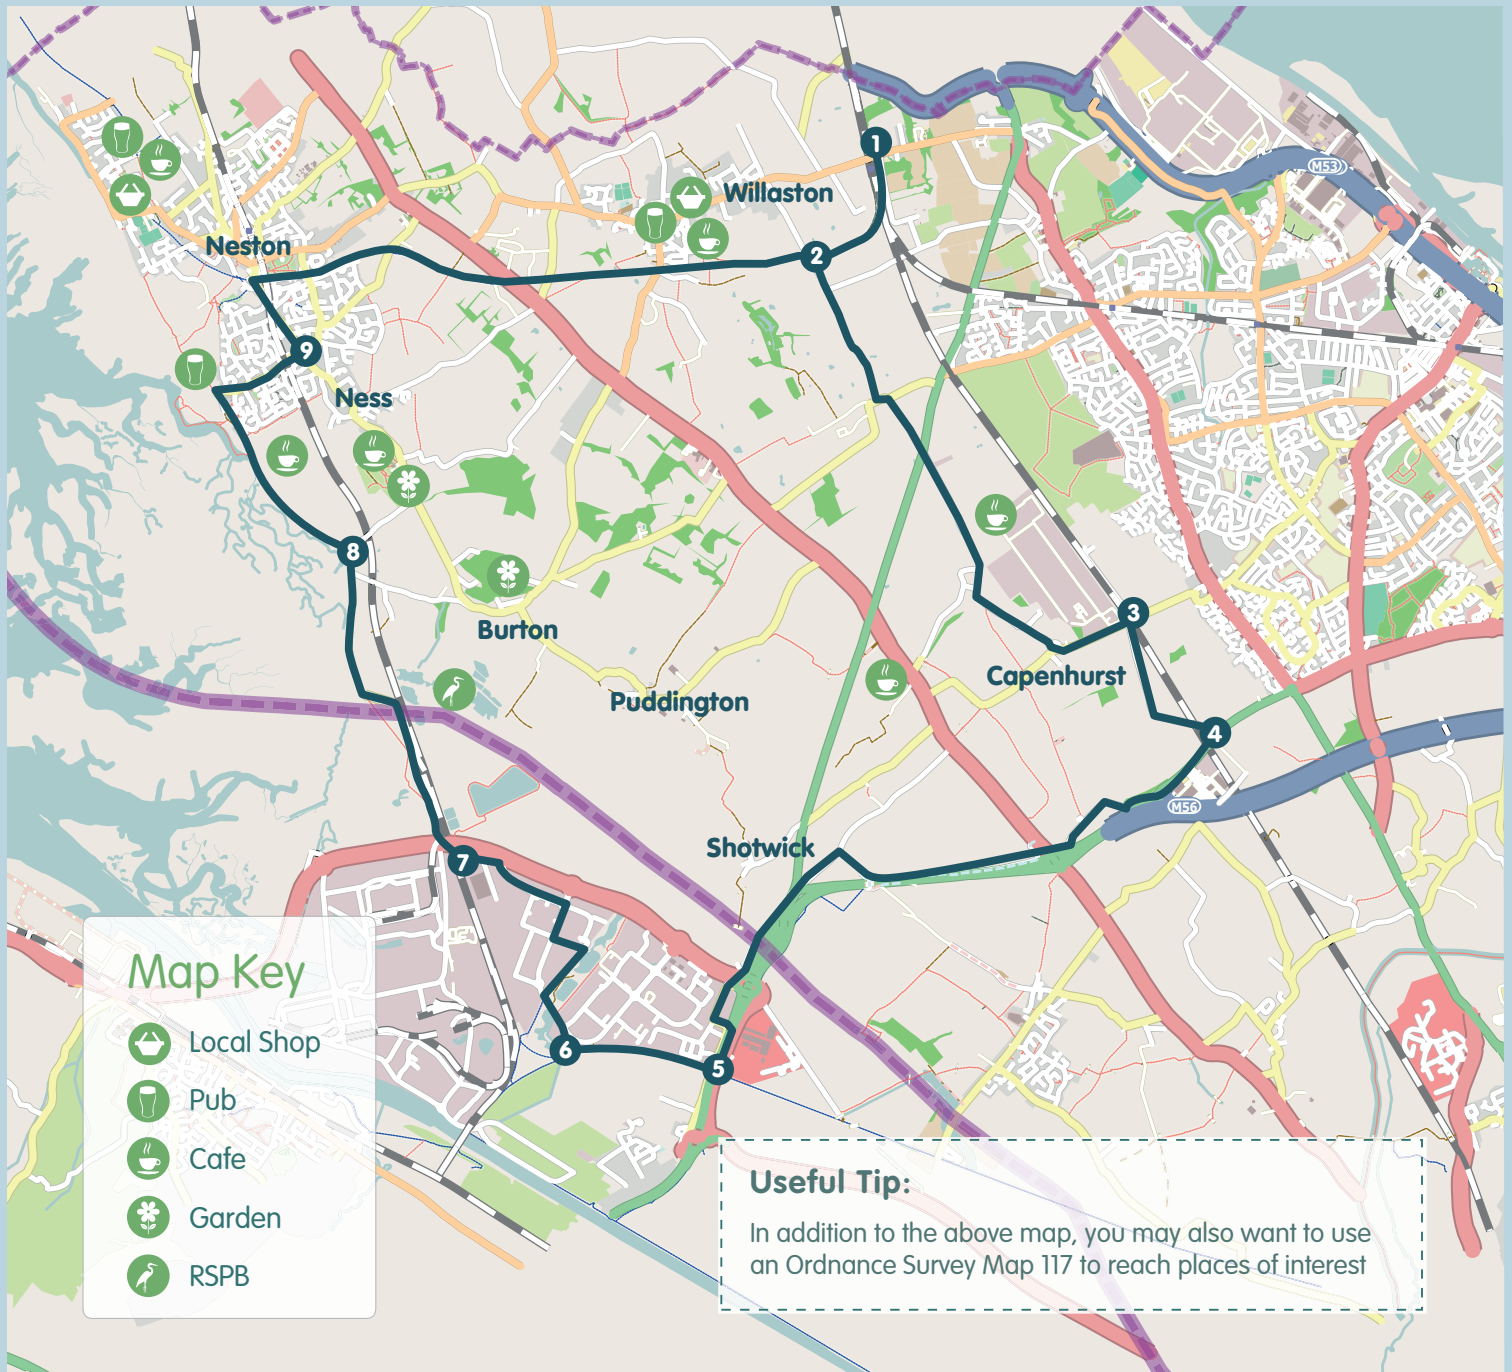 M53
1
Willaston
Neston
2
9
Ness
8
3
Burton
Capenhurst
Puddington
4
M56
Shotwick
7
Map Key
Local Shop
6
5
Pub
Cafe
Useful Tip:
Garden
In addition to the above map, you may also want to use
an Ordnance Survey Map 117 to reach places of interest
RSPB